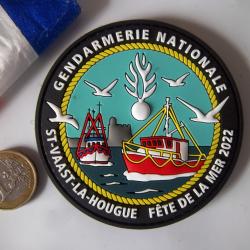 GENDARMERIE NATIONALE
ST-VAAST-LA-HOUGUE FÊTE DE LA MER 2022